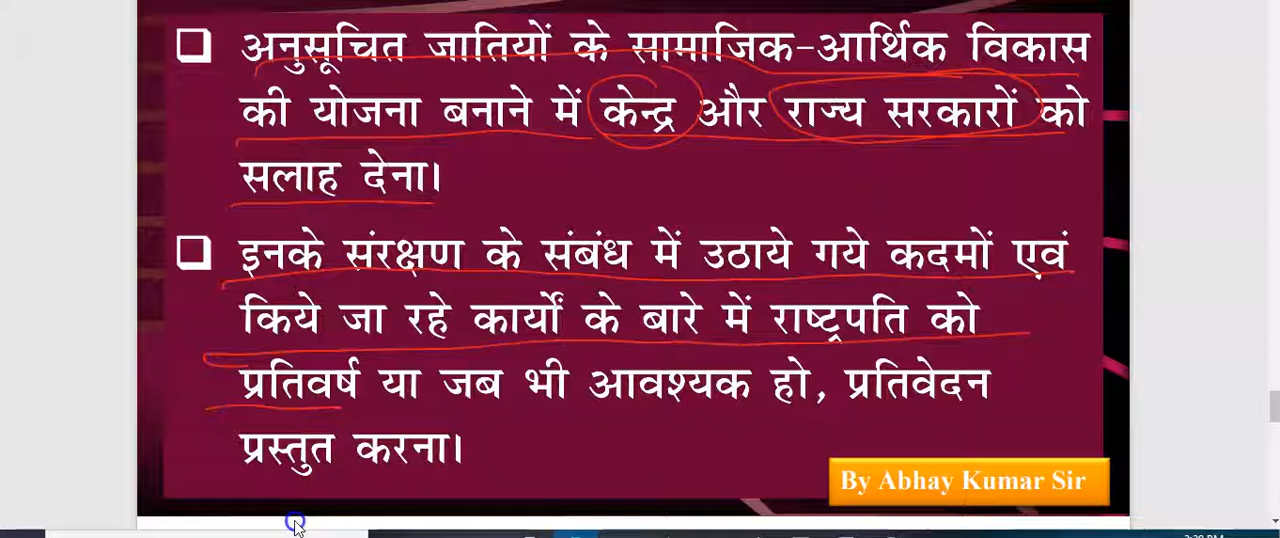 ❑ अनुसूचित जातियों के सामाजिक-आर्थिक विकास
की योजना बनाने में केन्द्र और राज्य सरकारों को
सलाह देना।
❑ इनके संरक्षण के संबंध में उठाये गये कदमों एवं
किये जा रहे कार्यों के बारे में राष्ट्रपति को
प्रतिवर्ष या जब भी आवश्यक हो, प्रतिवेदन
प्रस्तुत करना।
By Abhay Kumar Sir